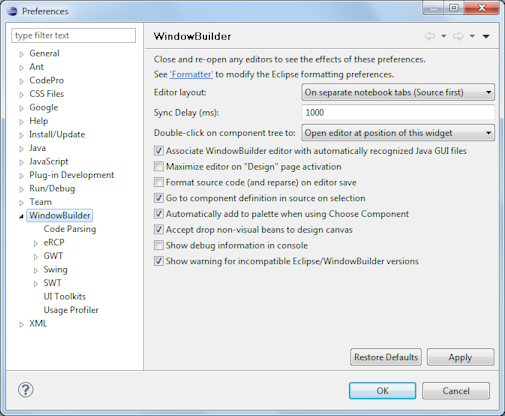 Preferences
type filter text
WindowBuilder
General
Ant
CodePro
CSS Files
Google
Help
Install/Update
Java
JavaScript
Plug-in Development
Run/Debug
Team
WindowBuilder
Code Parsing
eRCP
GWT
Swing
SWT
UI Toolkits
Usage Profiler
XML
Close and re-open any editors to see the effects of these preferences.
See 'Formatter' to modify the Eclipse formatting preferences.
Editor layout: On separate notebook tabs (Source first)
Sync Delay (ms): 1000
Double-click on component tree to: Open editor at position of this widget
Associate WindowBuilder editor with automatically recognized Java GUI files
Maximize editor on "Design" page activation
Format source code (and reparse) on editor save
Go to component definition in source on selection
Automatically add to palette when using Choose Component
Accept drop non-visual beans to design canvas
Show debug information in console
Show warning for incompatible Eclipse/WindowBuilder versions
Restore Defaults Apply
? OK Cancel